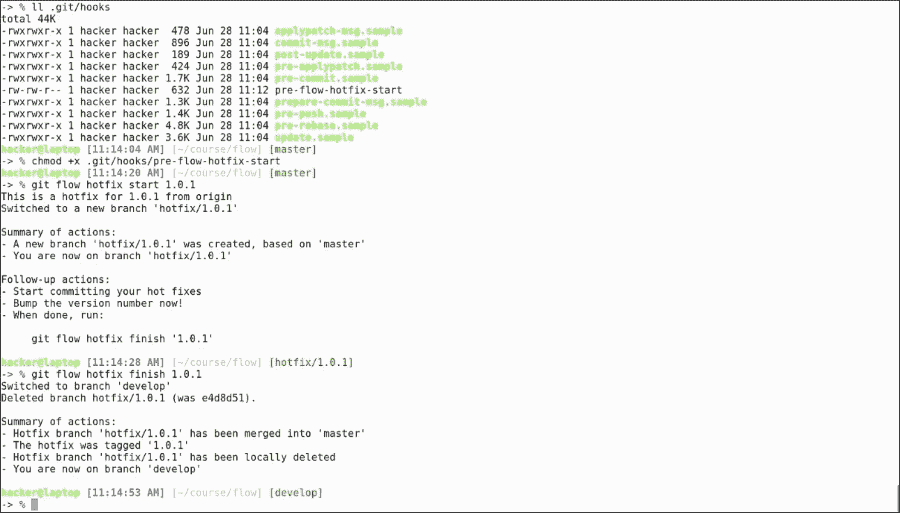 -> % ll .git/hooks
total 44K
-rwxrwxr-x 1 hacker hacker  478 Jun 28 11:04 applypatch-msg.sample
-rwxrwxr-x 1 hacker hacker  896 Jun 28 11:04 commit-msg.sample
-rwxrwxr-x 1 hacker hacker  189 Jun 28 11:04 post-update.sample
-rwxrwxr-x 1 hacker hacker  424 Jun 28 11:04 pre-applypatch.sample
-rwxrwxr-x 1 hacker hacker 1.7K Jun 28 11:04 pre-commit.sample
-rw-rw-r-- 1 hacker hacker  632 Jun 28 11:12 pre-flow-hotfix-start
-rwxrwxr-x 1 hacker hacker 1.3K Jun 28 11:04 prepare-commit-msg.sample
-rwxrwxr-x 1 hacker hacker 1.4K Jun 28 11:04 pre-push.sample
-rwxrwxr-x 1 hacker hacker 4.8K Jun 28 11:04 pre-rebase.sample
-rwxrwxr-x 1 hacker hacker 3.6K Jun 28 11:04 update.sample
hacker@laptop [11:14:04 AM] [~/course/flow] [master]
-> % chmod +x .git/hooks/pre-flow-hotfix-start
hacker@laptop [11:14:20 AM] [~/course/flow] [master]
-> % git flow hotfix start 1.0.1
This is a hotfix for 1.0.1 from origin
Switched to a new branch 'hotfix/1.0.1'
Summary of actions:
- A new branch 'hotfix/1.0.1' was created, based on 'master'
- You are now on branch 'hotfix/1.0.1'
Follow-up actions:
- Start committing your hot fixes
- Bump the version number now!
- When done, run:
git flow hotfix finish '1.0.1'
hacker@laptop [11:14:28 AM] [~/course/flow] [hotfix/1.0.1]
-> % git flow hotfix finish 1.0.1
Switched to branch 'develop'
Deleted branch hotfix/1.0.1 (was e4d8d51).
Summary of actions:
- Hotfix branch 'hotfix/1.0.1' has been merged into 'master'
- The hotfix was tagged '1.0.1'
- Hotfix branch 'hotfix/1.0.1' has been locally deleted
- You are now on branch 'develop'
hacker@laptop [11:14:53 AM] [~/course/flow] [develop]
-> %